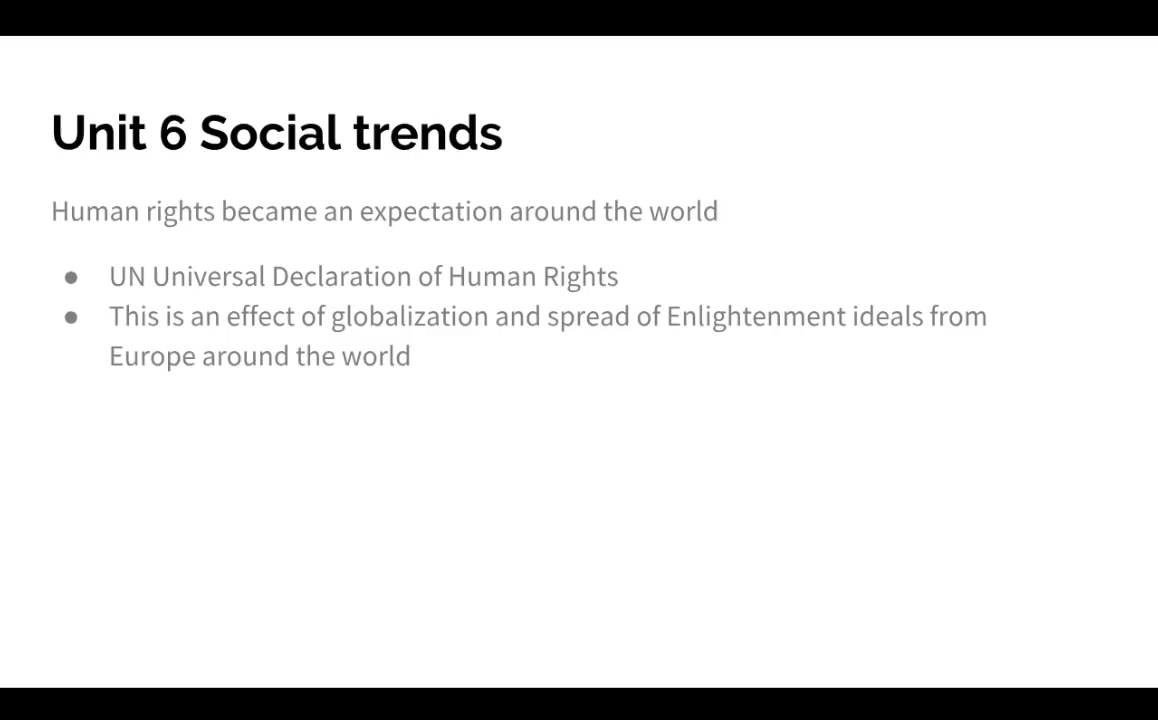 Unit 6 Social trends
Human rights became an expectation around the world
● UN Universal Declaration of Human Rights
● This is an effect of globalization and spread of Enlightenment ideals from
Europe around the world